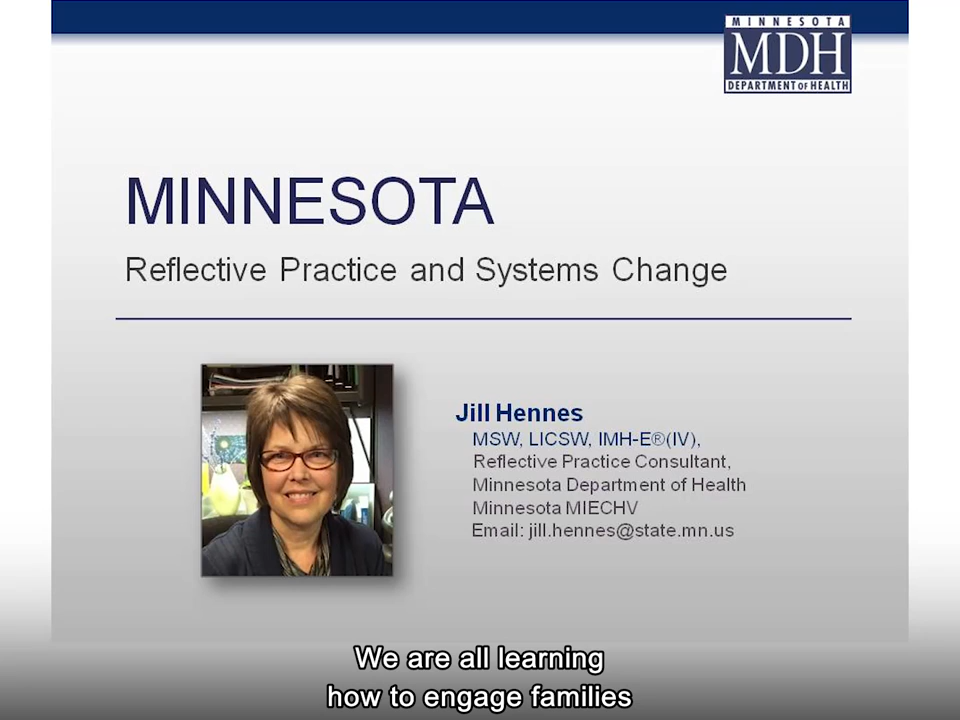 MINNESOTA
MDH
DEPARTMENT OF HEALTH
MINNESOTA
Reflective Practice and Systems Change
Jill Hennes
MSW, LICSW, IMH-E®(IV),
Reflective Practice Consultant,
Minnesota Department of Health
Minnesota MIECHV
Email: jill.hennes@state.mn.us
We are all learning
how to engage families